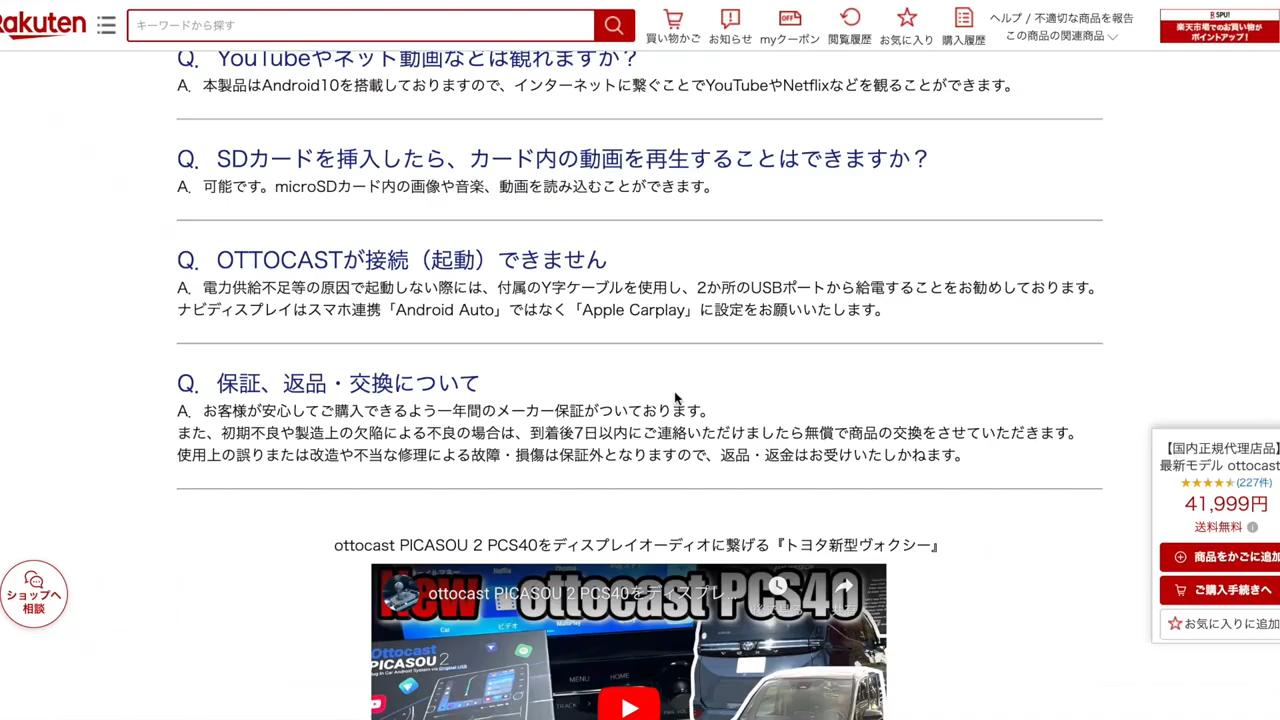 Rakuten
キーワードから探す
買い物かご
お知らせ
myクーポン
閲覧履歴
お気に入り
購入履歴
ヘルプ / 不適切な商品を報告
この商品の関連商品
SPU!
楽天市場でのお買い物が
ポイントアップ！
Q. YouTubeやネット動画などは観れますか？
A. 本製品はAndroid10を搭載しておりますので、インターネットに繋ぐことでYouTubeやNetflixなどを観ることができます。
Q. SDカードを挿入したら、カード内の動画を再生することはできますか？
A. 可能です。microSDカード内の画像や音楽、動画を読み込むことができます。
Q. OTTOCASTが接続（起動）できません
A. 電力供給不足等の原因で起動しない際には、付属のY字ケーブルを使用し、2か所のUSBポートから給電することをお勧めしております。
ナビディスプレイはスマホ連携「Android Auto」ではなく「Apple Carplay」に設定をお願いいたします。
Q. 保証、返品・交換について
A. お客様が安心してご購入できるよう一年間のメーカー保証がついております。
また、初期不良や製造上の欠陥による不良の場合は、到着後7日以内にご連絡いただけましたら無償で商品の交換をさせていただきます。
使用上の誤りまたは改造や不当な修理による故障・損傷は保証外となりますので、返品・返金はお受けいたしかねます。
【国内正規代理店品】
最新モデル ottocast
(227件)
41,999円
送料無料
商品をかごに追加
ご購入手続きへ
お気に入りに追加
ショップへ
相談
ottocast PICASOU 2 PCS40をディスプレイオーディオに繋げる『トヨタ新型ヴォクシー』
New ottocast PCS40
ottocast PICASOU 2 PCS40をディスプレ...
Car
ビデオ
Ottocast
PICASOU 2
MENU
HOME
TRACK